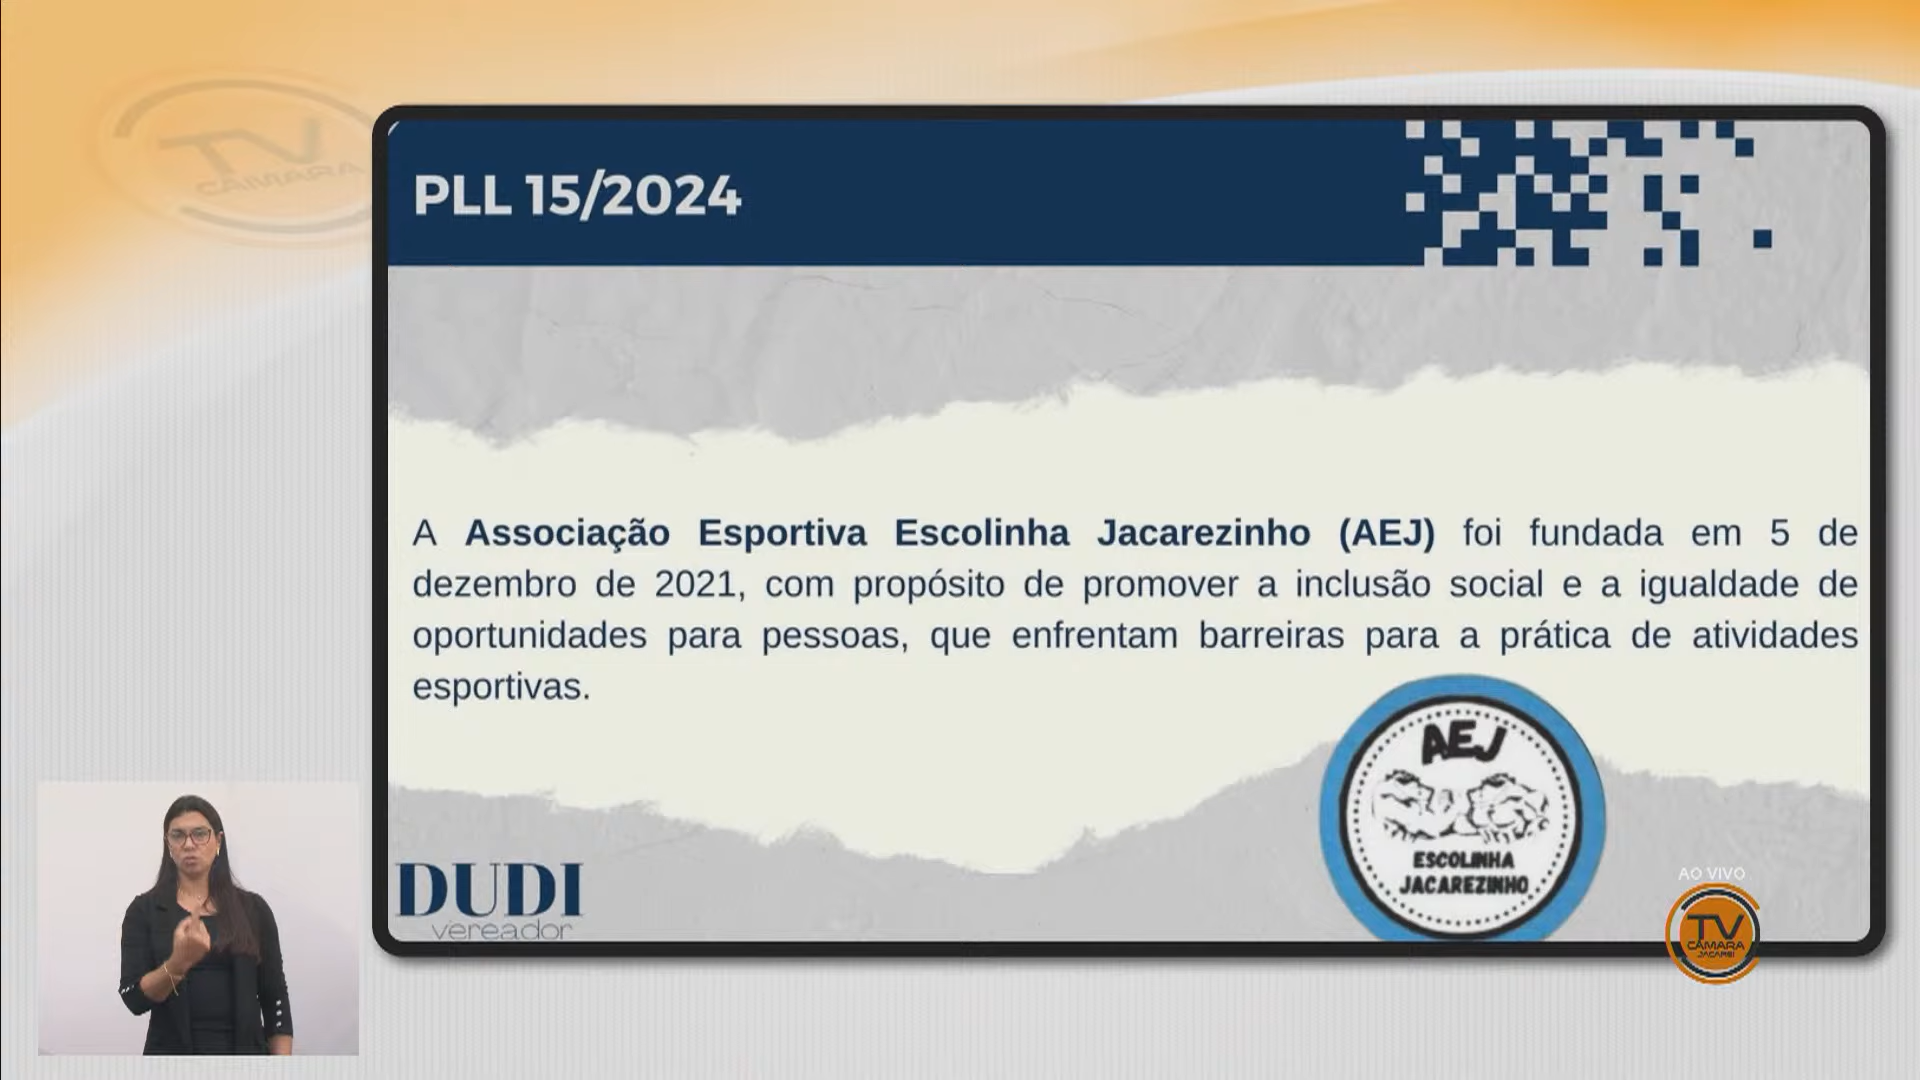 TV
CÂMARA
PLL 15/2024
A Associação Esportiva Escolinha Jacarezinho (AEJ) foi fundada em 5 de
dezembro de 2021, com propósito de promover a inclusão social e a igualdade de
oportunidades para pessoas, que enfrentam barreiras para a prática de atividades
esportivas.
AEJ
ESCOLINHA
JACAREZINHO
DUDI
vereador
AO VIVO
TV
CÂMARA
JACAREÍ